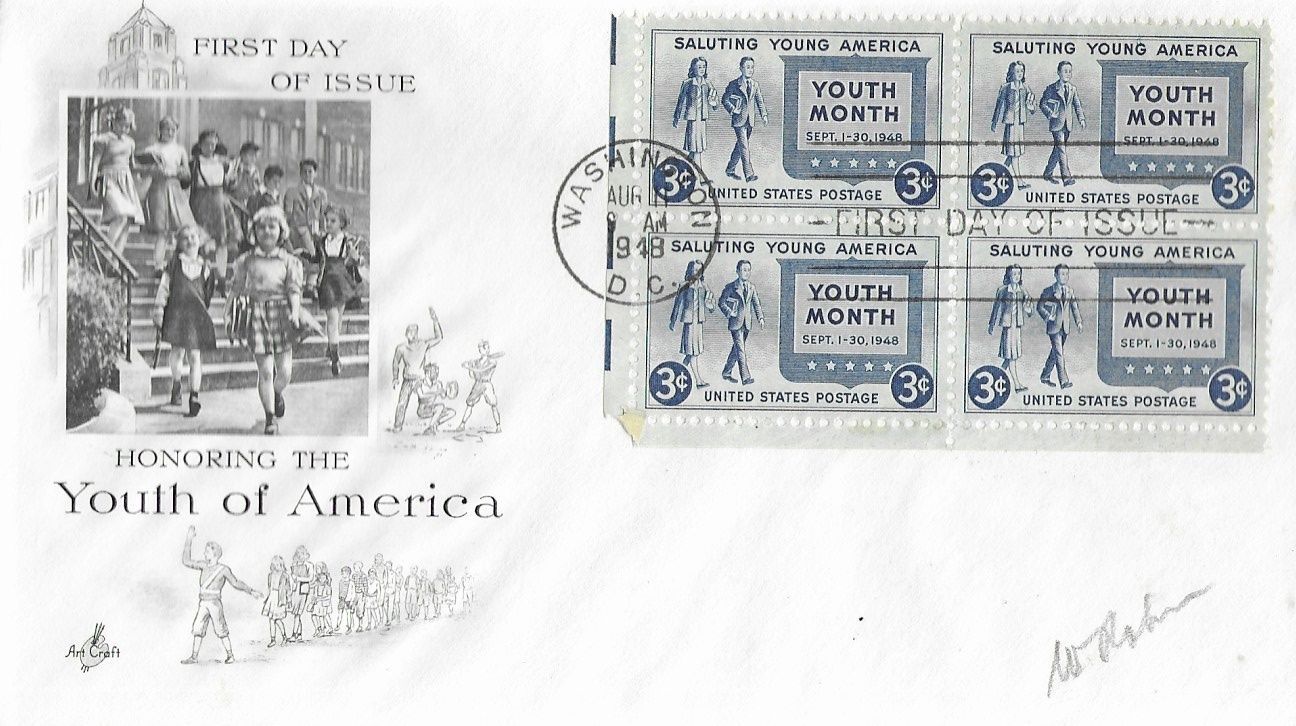 FIRST DAY
OF ISSUE
HONORING THE
Youth of America
Art Craft
SALUTING YOUNG AMERICA
YOUTH
MONTH
SEPT. 1-30, 1948
3¢ UNITED STATES POSTAGE 3¢
SALUTING YOUNG AMERICA
YOUTH
MONTH
SEPT. 1-30, 1948
3¢ UNITED STATES POSTAGE 3¢
WASHINGTON
AUG
AM
1948
D.C.
FIRST DAY OF ISSUE
SALUTING YOUNG AMERICA
YOUTH
MONTH
SEPT. 1-30, 1948
3¢ UNITED STATES POSTAGE 3¢
SALUTING YOUNG AMERICA
YOUTH
MONTH
SEPT. 1-30, 1948
3¢ UNITED STATES POSTAGE 3¢
W.